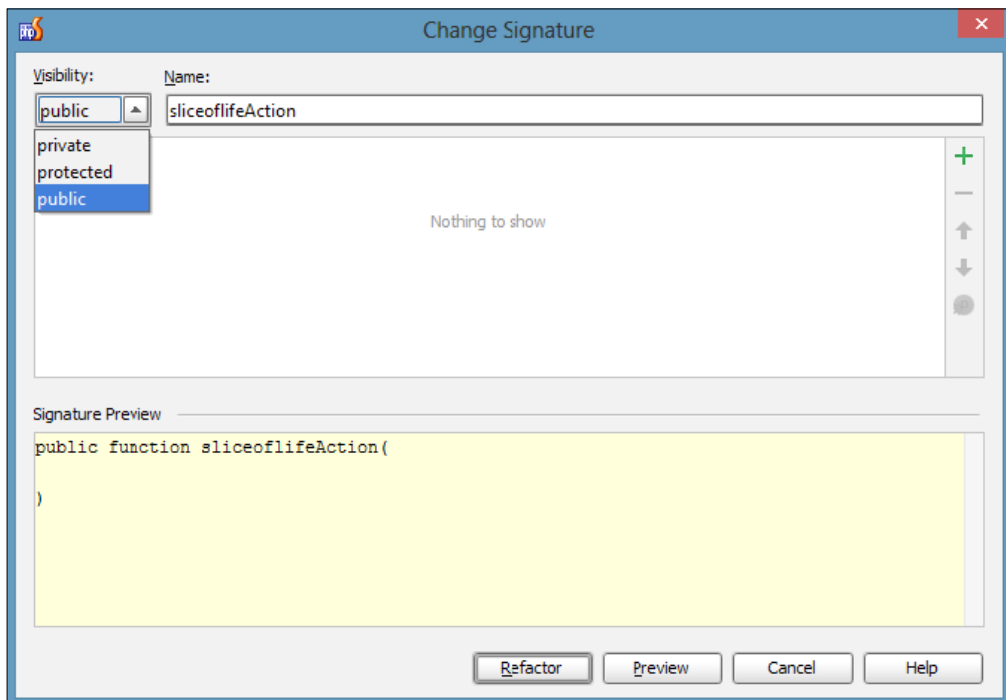 php
Change Signature
Visibility:
Name:
public
sliceoflifeAction
private
protected
public
Nothing to show
Signature Preview
public function sliceoflifeAction(
)
Refactor
Preview
Cancel
Help